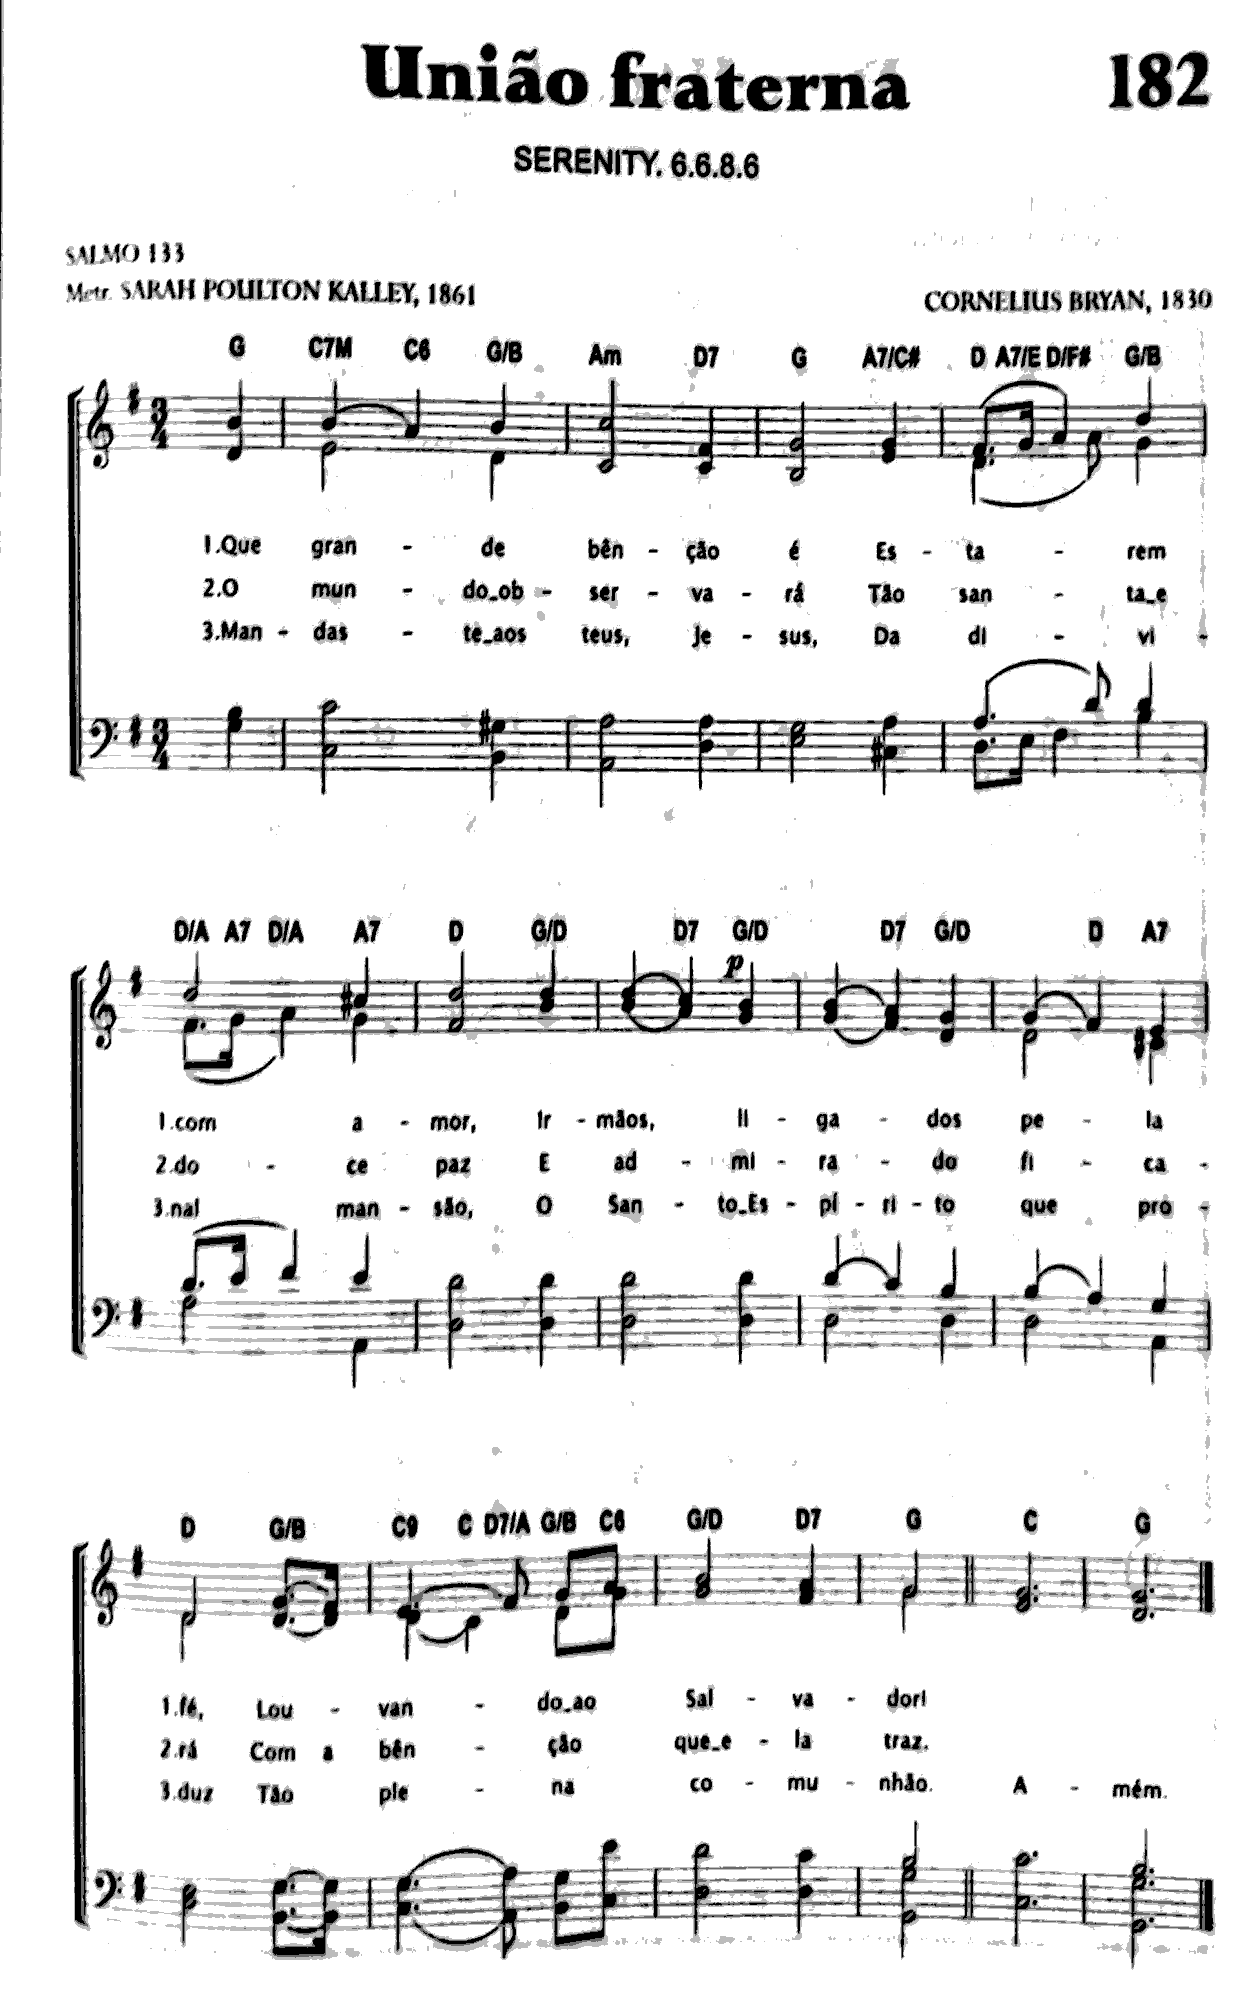 União fraterna 182
SERENITY. 6.6.8.6
SALMO 133
Metr. SARAH POULTON KALLEY, 1861
CORNELIUS BRYAN, 1830
G C7M C6 G/B Am D7 G A7/C# D A7/E D/F# G/B
1.Que gran - de bên - ção é Es - ta - rem
2.O mun - do_ob - ser - va - rá Tão san - ta_e
3.Man - das - te_aos teus, Je - sus, Da di - vi -
D/A A7 D/A A7 D G/D D7 G/D D7 G/D D A7
p
1.com a - mor, Ir - mãos, li - ga - dos pe - la
2.do - ce paz E ad - mi - ra - do fi - ca -
3.nal man - são, O San - to_Es - pí - ri - to que pro -
D G/B C9 C D7/A G/B C6 G/D D7 G C G
1.fé, Lou - van - do_ao Sal - va - dor!
2.rá Com a bên - ção que_e - la traz.
3.duz Tão ple - na co - mu - nhão. A - mém.